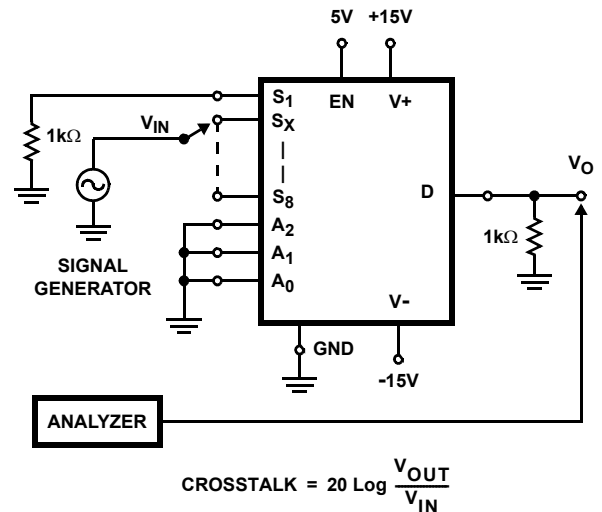 5V +15V
S1
EN V+
1kΩ
VIN
SX
S8
D
VO
A2
1kΩ
A1
SIGNAL
GENERATOR
A0
V-
GND
-15V
ANALYZER
CROSSTALK = 20 Log VOUT
VIN